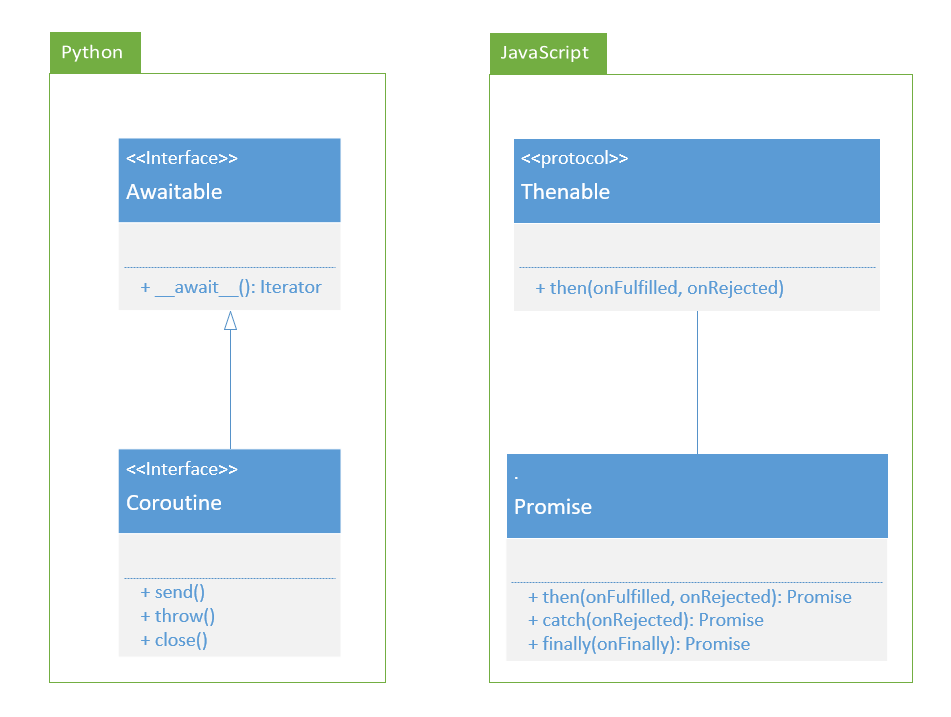 Python
<<Interface>>
Awaitable
+ __await__(): Iterator
<<Interface>>
Coroutine
+ send()
+ throw()
+ close()
JavaScript
<<protocol>>
Thenable
+ then(onFulfilled, onRejected)
.
Promise
+ then(onFulfilled, onRejected): Promise
+ catch(onRejected): Promise
+ finally(onFinally): Promise